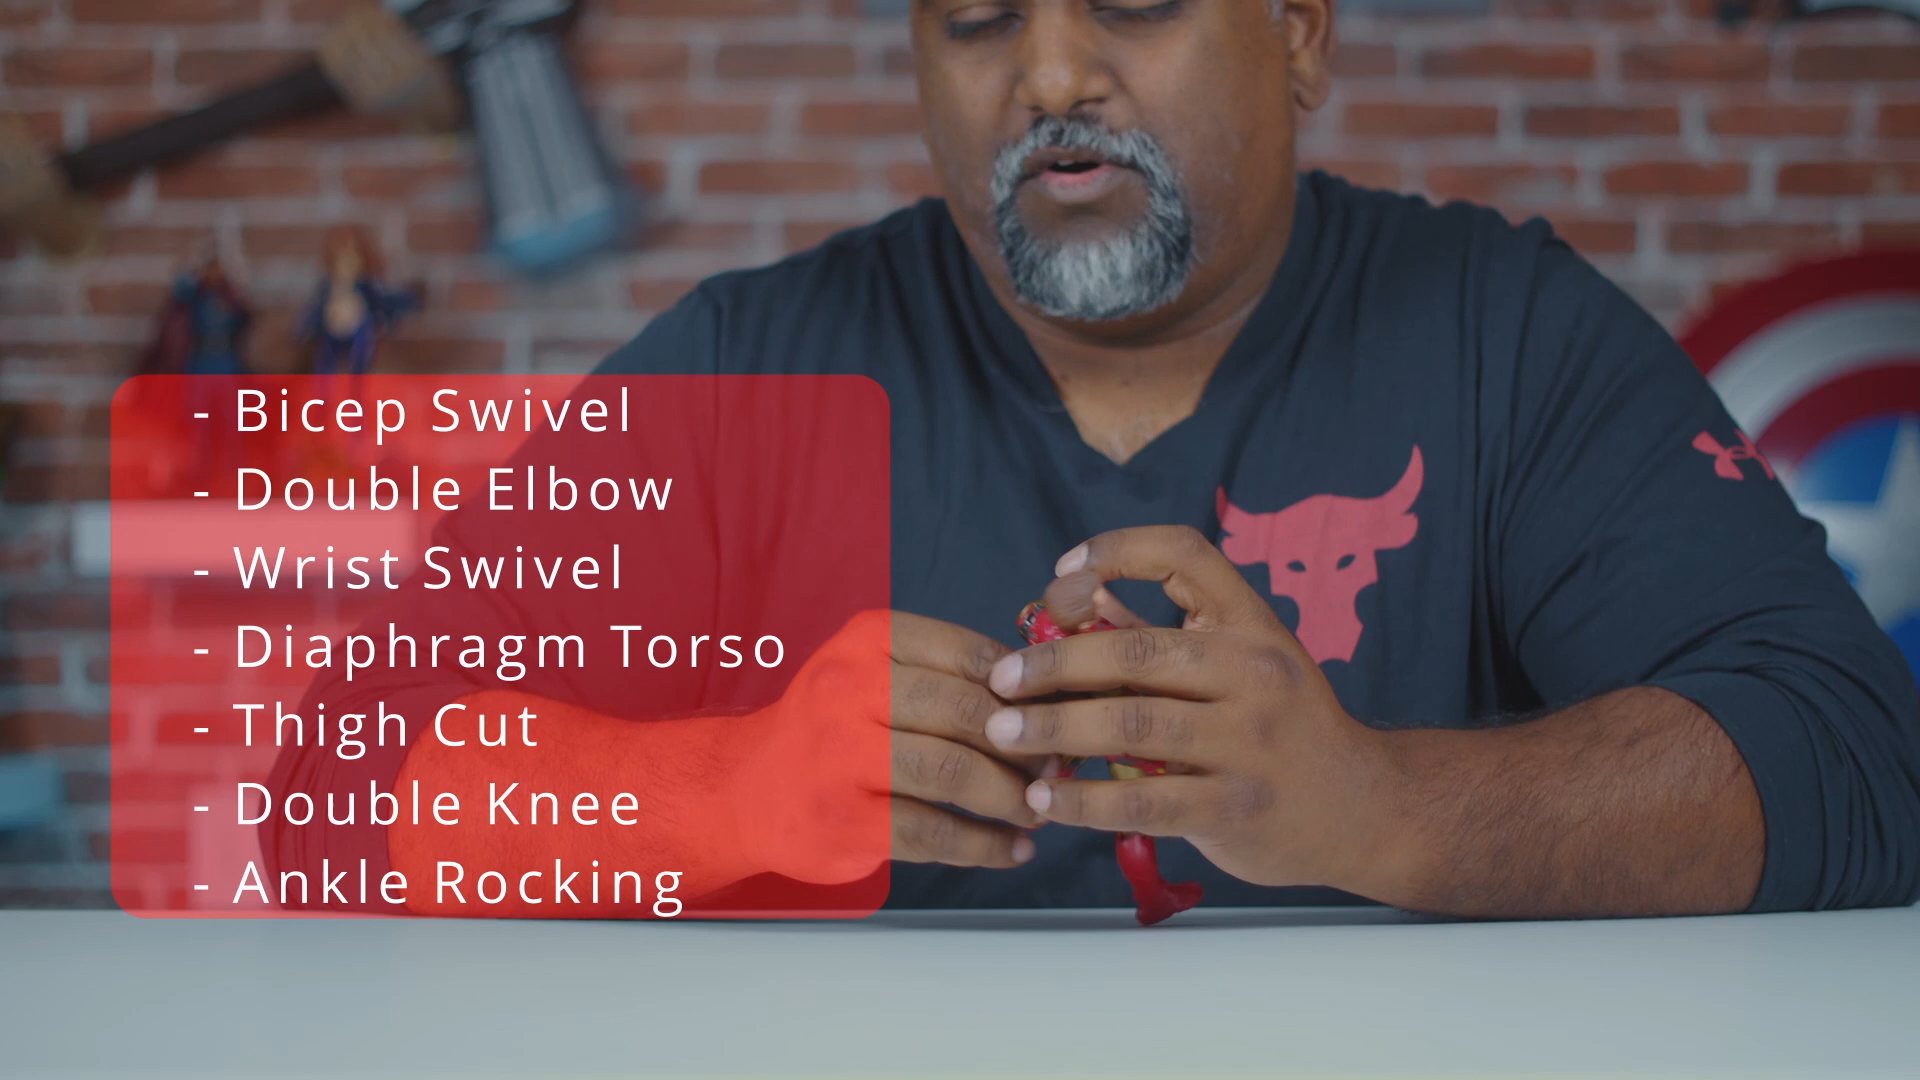 - Bicep Swivel
- Double Elbow
- Wrist Swivel
- Diaphragm Torso
- Thigh Cut
- Double Knee
- Ankle Rocking